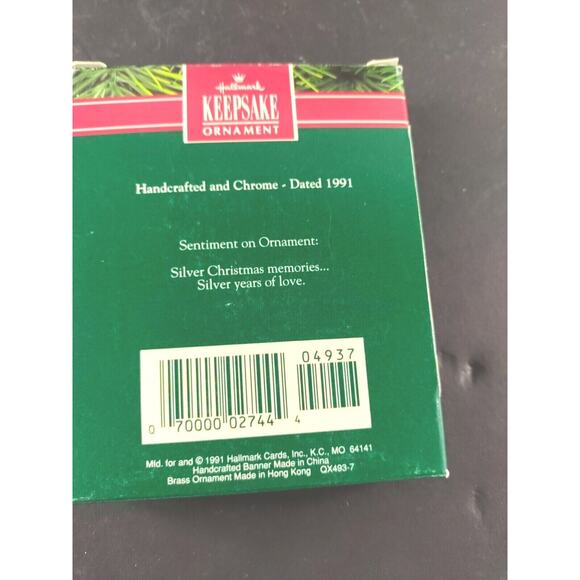 Hallmark
KEEPSAKE
ORNAMENT
Handcrafted and Chrome - Dated 1991
Sentiment on Ornament:
Silver Christmas memories...
Silver years of love.
04937
0 70000 02744 4
Mfd. for and © 1991 Hallmark Cards, Inc., K.C., MO 64141
Handcrafted Banner Made in China
Brass Ornament Made in Hong Kong QX493-7